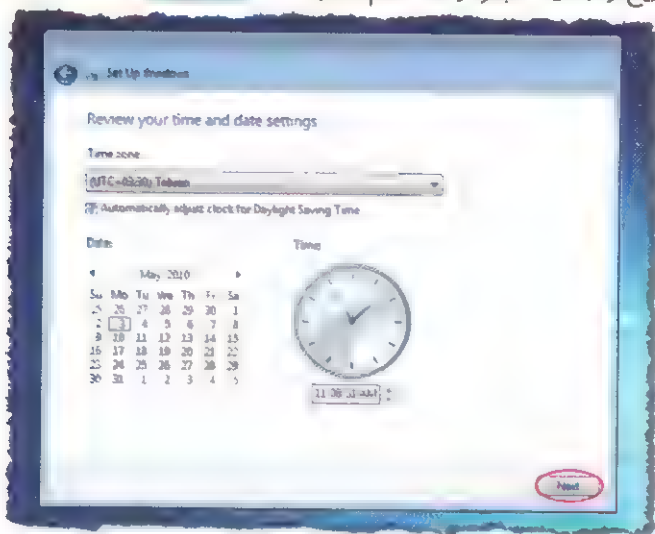 Set Up Windows
Review your time and date settings
Time zone:
(UTC+03:30) Tehran
Automatically adjust clock for Daylight Saving Time
Date:
Time:
May 2010
Su Mo Tu We Th Fr Sa
25 26 27 28 29 30 1
2 3 4 5 6 7 8
9 10 11 12 13 14 15
16 17 18 19 20 21 22
23 24 25 26 27 28 29
30 31 1 2 3 4 5
AM
Next